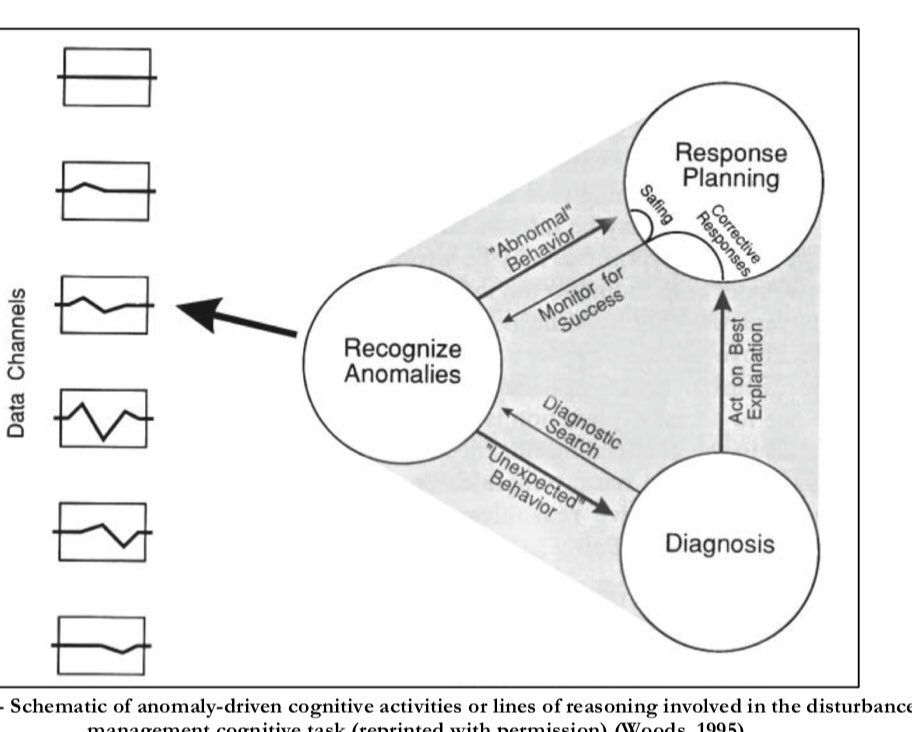 Data Channels
Recognize
Anomalies
"Abnormal"
Behavior
Monitor for
Success
Response
Planning
Safing
Corrective
Responses
Diagnostic
Search
"Unexpected"
Behavior
Act on Best
Explanation
Diagnosis
- Schematic of anomaly-driven cognitive activities or lines of reasoning involved in the disturbance
management cognitive task (reprinted with permission) (Woods, 1995)